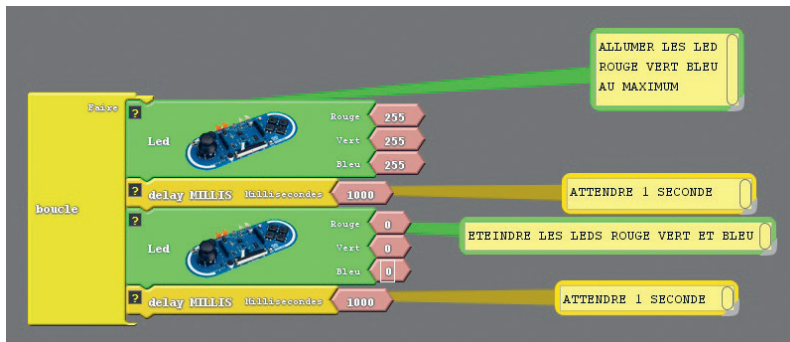 ALLUMER LES LED
ROUGE VERT BLEU
AU MAXIMUM
boucle
Faire
?
Led
Rouge 255
Vert 255
Bleu 255
?
delay MILLIS Millisecondes 1000
ATTENDRE 1 SECONDE
?
Led
Rouge 0
Vert 0
Bleu 0
ETEINDRE LES LEDS ROUGE VERT ET BLEU
?
delay MILLIS Millisecondes 1000
ATTENDRE 1 SECONDE